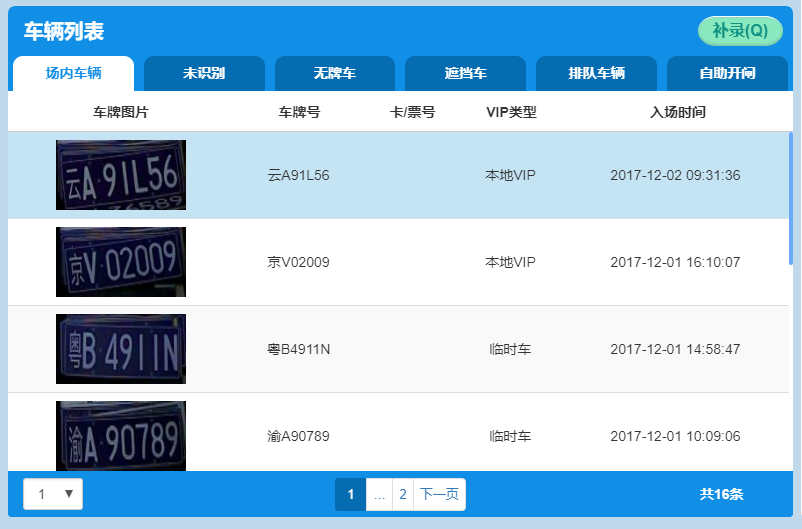 车辆列表
补录(Q)
场内车辆 未识别 无牌车 遮挡车 排队车辆 自助开闸
车牌图片 车牌号 卡/票号 VIP类型 入场时间
云A 91L56 云A91L56 本地VIP 2017-12-02 09:31:36
京V 02009 京V02009 本地VIP 2017-12-01 16:10:07
粤B 4911N 粤B4911N 临时车 2017-12-01 14:58:47
渝A 90789 渝A90789 临时车 2017-12-01 10:09:06
1 ▼ 1 ... 2 下一页 共16条